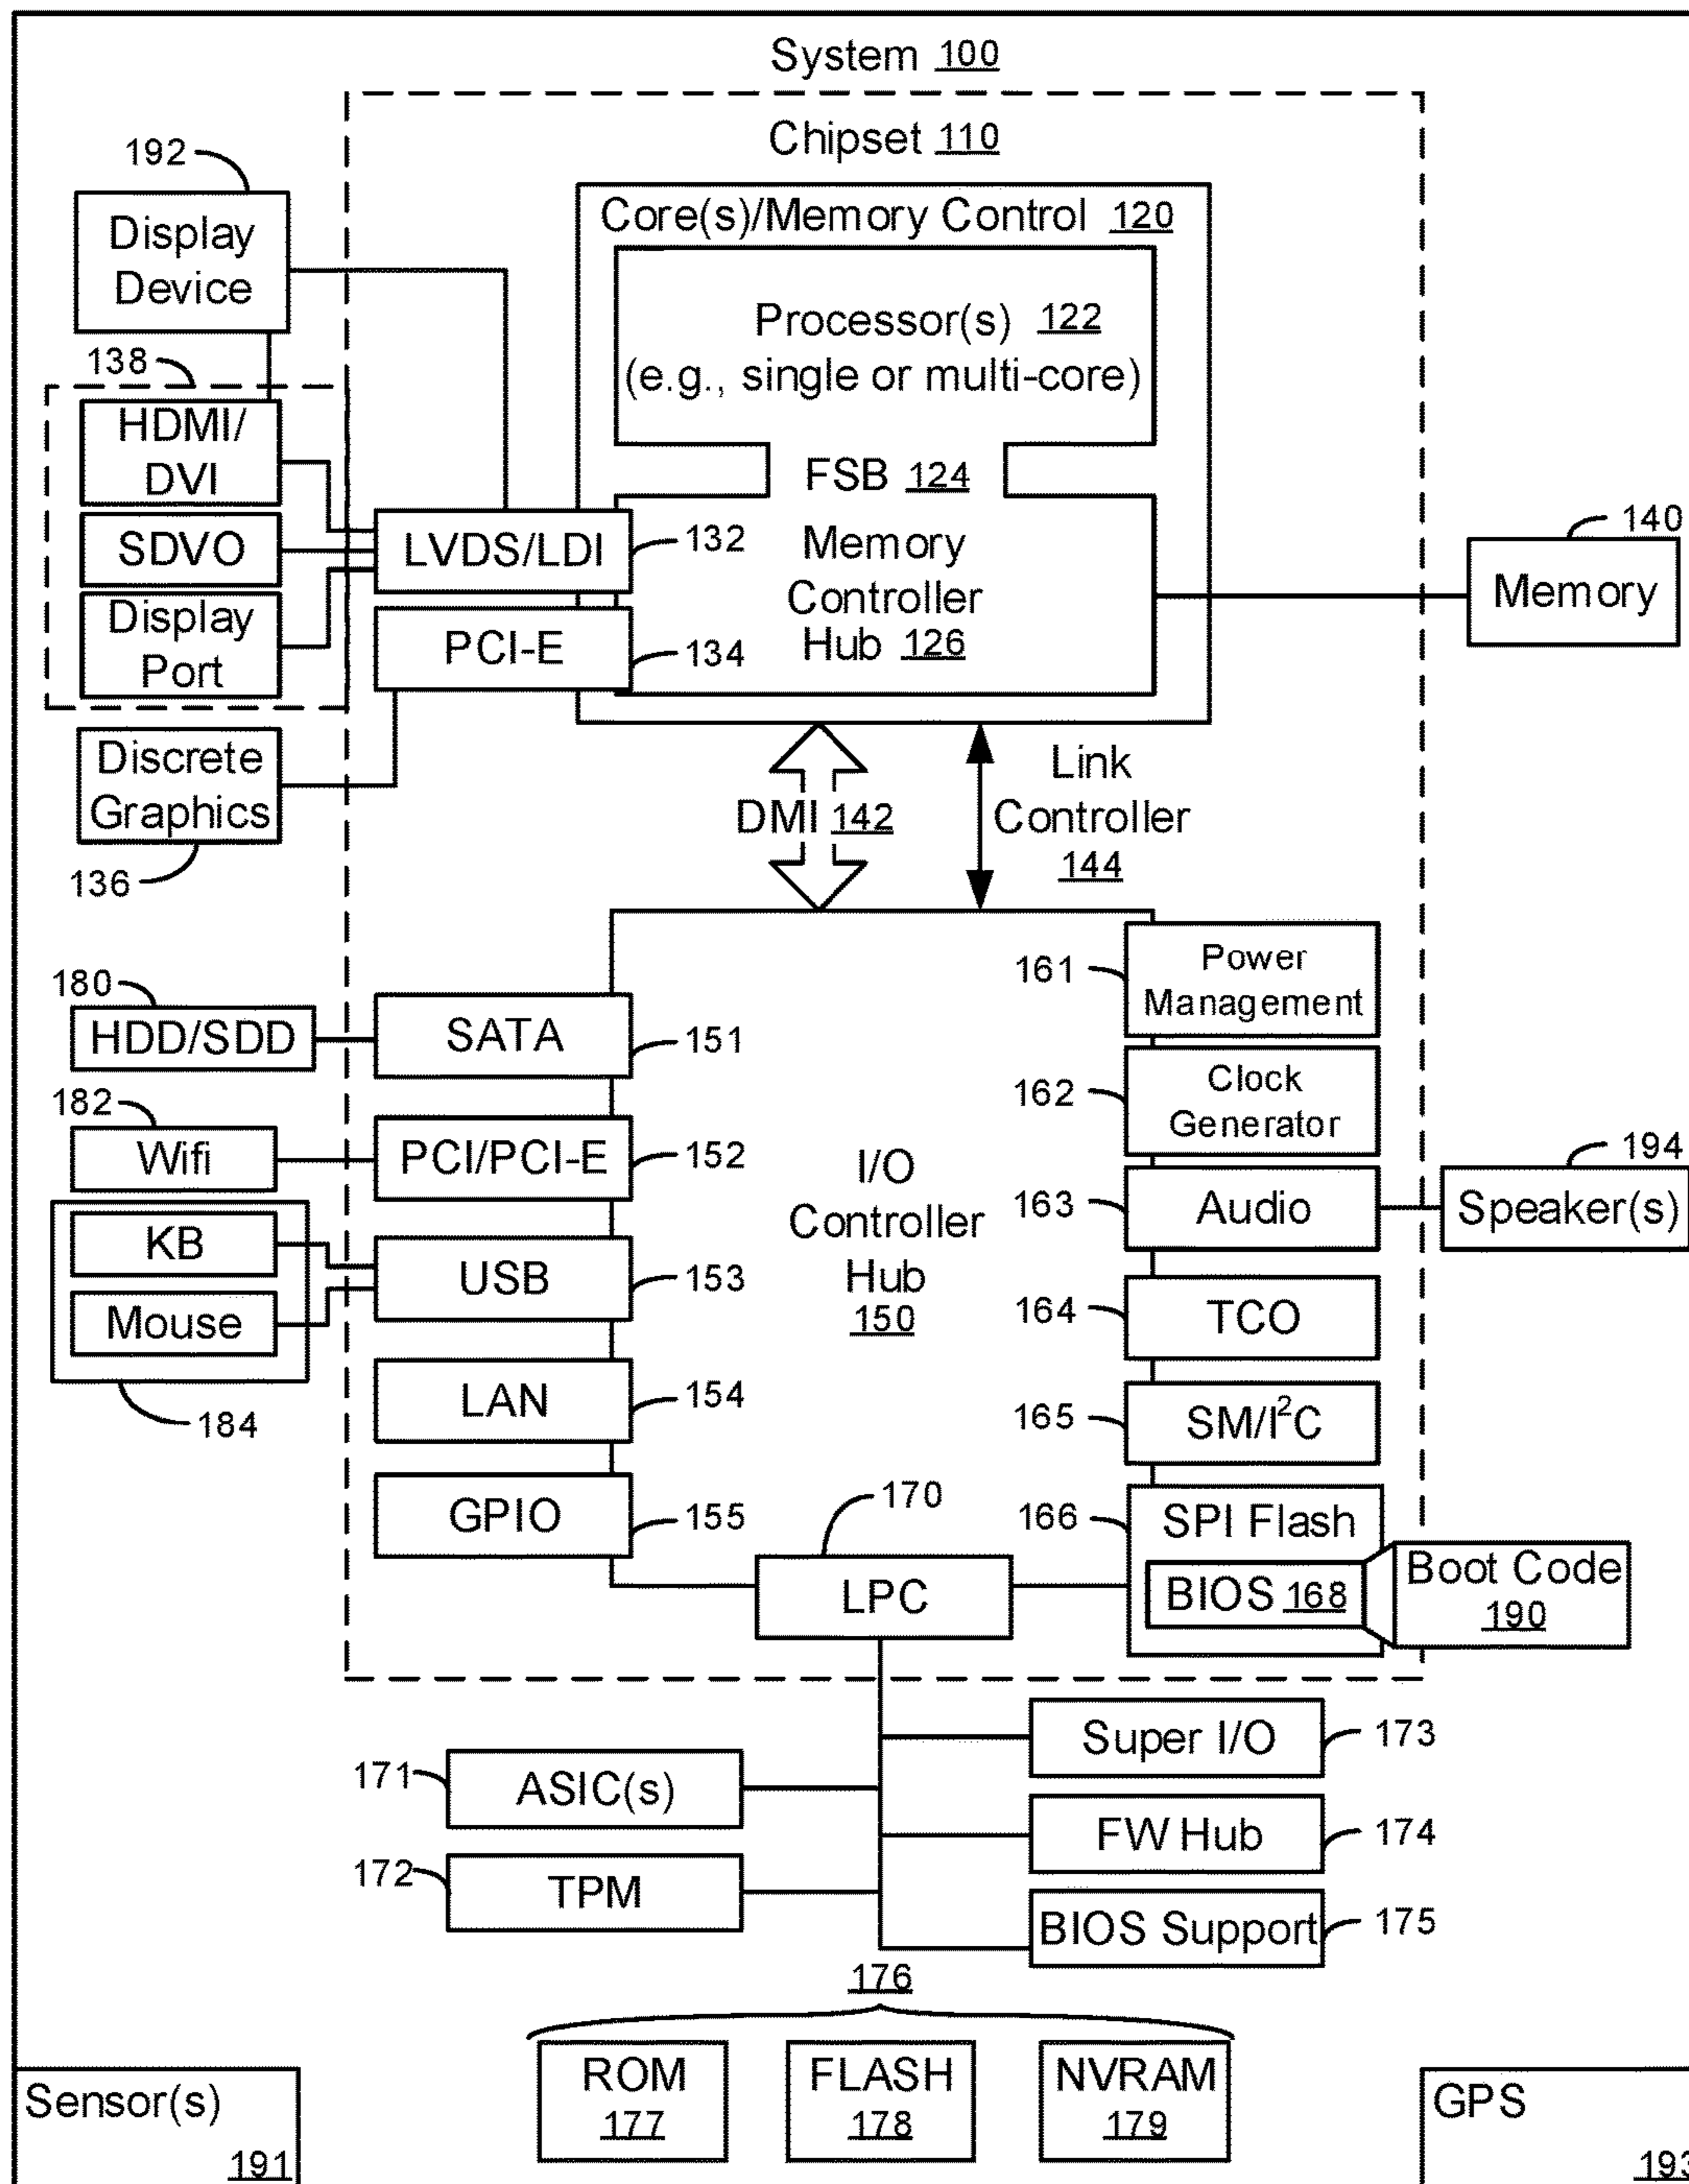 System 100
Chipset 110
192
Display
Device
Core(s)/Memory Control 120
Processor(s) 122
(e.g., single or multi-core)
138
HDMI/
DVI
SDVO
Display
Port
FSB 124
LVDS/LDI
132
PCI-E
134
Memory
Controller
Hub 126
140
Memory
Discrete
Graphics
136
DMI 142
Link
Controller
144
180
HDD/SDD
SATA
151
182
Wifi
PCI/PCI-E
152
KB
Mouse
184
USB
153
LAN
154
GPIO
155
I/O
Controller
Hub
150
161
Power
Management
162
Clock
Generator
163
Audio
194
Speaker(s)
164
TCO
165
SM/I²C
166
SPI Flash
BIOS 168
Boot Code
190
170
LPC
171
ASIC(s)
172
TPM
Super I/O
173
FW Hub
174
BIOS Support
175
176
ROM
177
FLASH
178
NVRAM
179
Sensor(s)
191
GPS
193